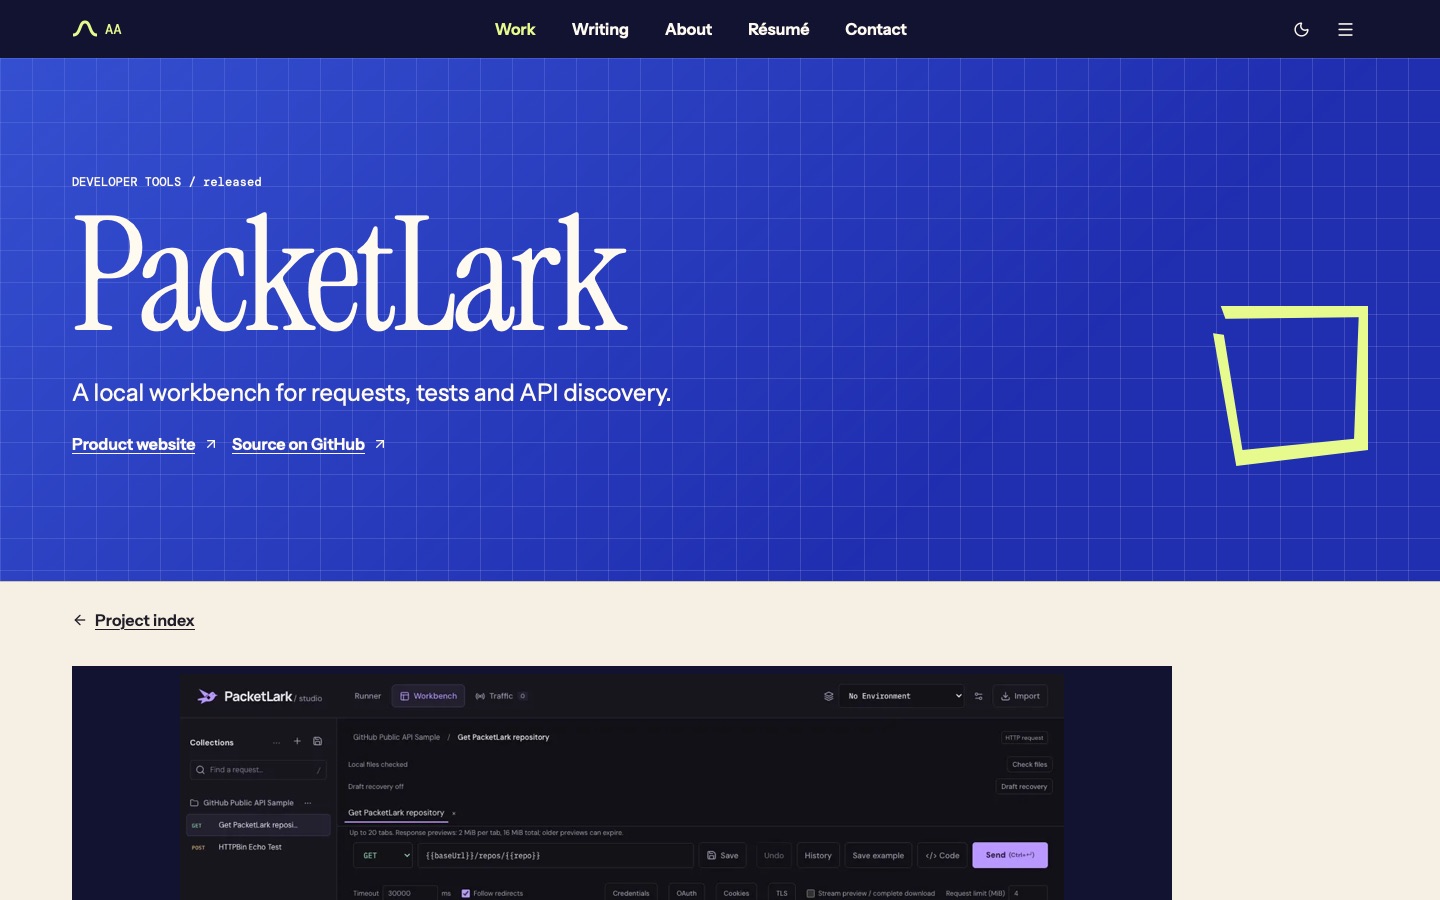 AA
Work Writing About Résumé Contact
DEVELOPER TOOLS / released
PacketLark
A local workbench for requests, tests and API discovery.
Product website Source on GitHub
Project index
PacketLark / studio Runner Workbench Traffic 0 No Environment Import
Collections ... +
GitHub Public API Sample / Get PacketLark repository HTTP request
Find a request... /
Local files checked Check files
Draft recovery off Draft recovery
GitHub Public API Sample ...
Get PacketLark repository ×
GET Get PacketLark reposi...
Up to 20 tabs. Response previews: 2 MiB per tab, 16 MiB total; older previews can expire.
POST HTTPBin Echo Test
GET {{baseUrl}}/repos/{{repo}} Save Undo History Save example </> Code Send (Ctrl+↵)
Timeout 30000 ms Follow redirects Credentials OAuth Cookies TLS Stream preview / complete download Request limit (MiB) 4